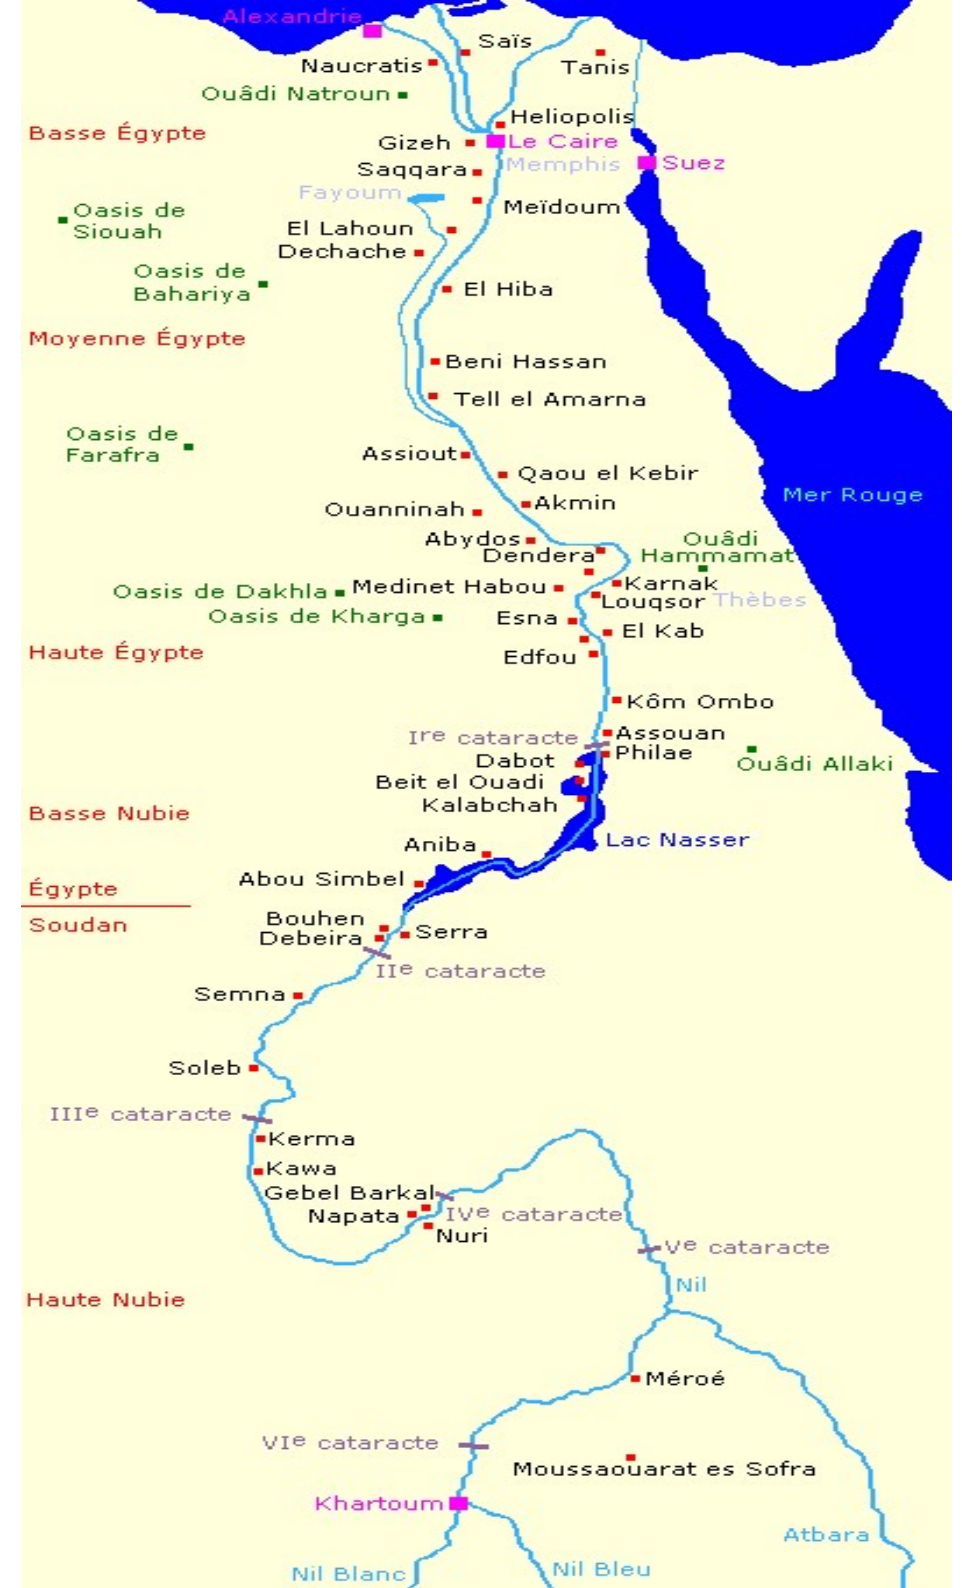 Alexandrie
Saïs
Naucratis
Tanis
Ouâdi Natroun
Heliopolis
Basse Égypte
Gizeh
Le Caire
Saqqara
Memphis
Suez
Fayoum
Meïdoum
Oasis de
Siouah
El Lahoun
Dechache
Oasis de
Bahariya
El Hiba
Moyenne Égypte
Beni Hassan
Tell el Amarna
Oasis de
Farafra
Assiout
Qaou el Kebir
Mer Rouge
Akmin
Ouanninah
Abydos
Ouâdi
Hammamat
Dendera
Karnak
Medinet Habou
Oasis de Dakhla
Louqsor
Thèbes
Oasis de Kharga
Esna
El Kab
Haute Égypte
Edfou
Kôm Ombo
Assouan
Ire cataracte
Philae
Dabot
Ouâdi Allaki
Beit el Ouadi
Kalabchah
Basse Nubie
Lac Nasser
Aniba
Abou Simbel
Égypte
Soudan
Bouhen
Debeira
Serra
IIe cataracte
Semna
Soleb
IIIe cataracte
Kerma
Kawa
Gebel Barkal
Napata
IVe cataracte
Nuri
Ve cataracte
Nil
Haute Nubie
Méroé
VIe cataracte
Moussaouarat es Sofra
Khartoum
Atbara
Nil Blanc
Nil Bleu